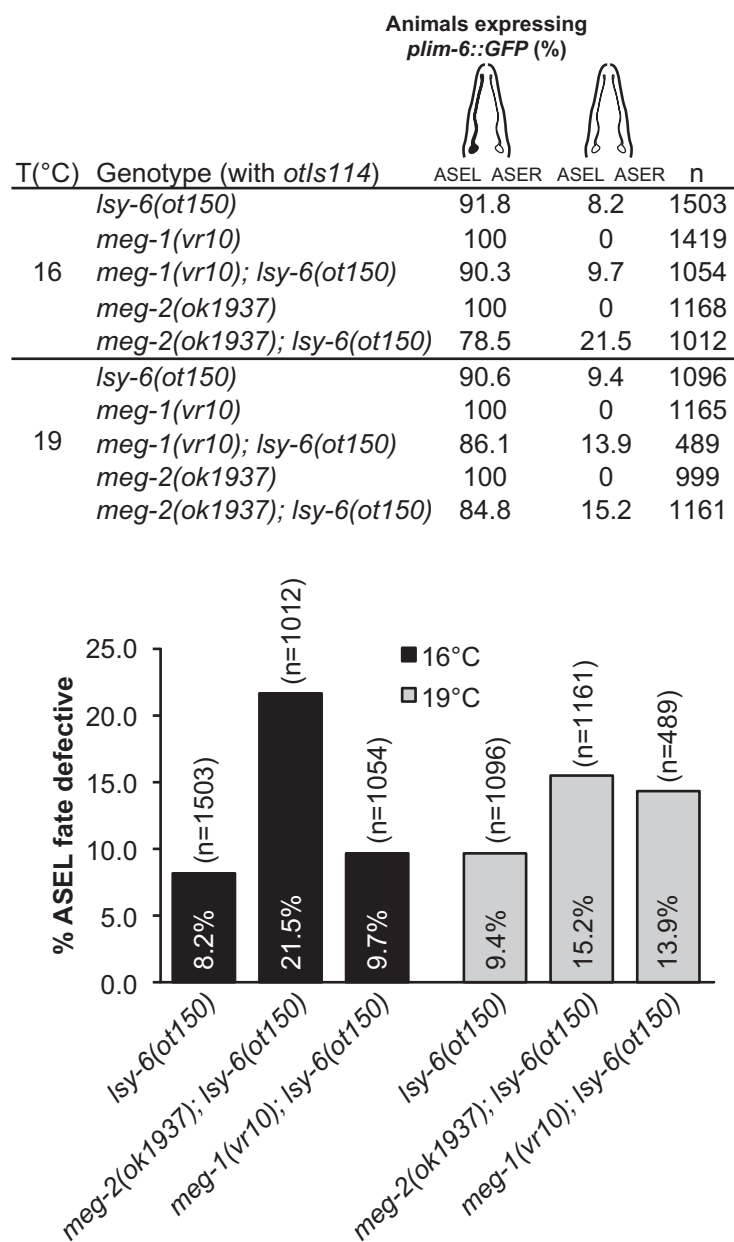 Animals expressing
plim-6::GFP (%)
T(°C) Genotype (with otIs114) ASEL ASER ASEL ASER n
lsy-6(ot150) 91.8 8.2 1503
meg-1(vr10) 100 0 1419
16 meg-1(vr10); lsy-6(ot150) 90.3 9.7 1054
meg-2(ok1937) 100 0 1168
meg-2(ok1937); lsy-6(ot150) 78.5 21.5 1012
lsy-6(ot150) 90.6 9.4 1096
meg-1(vr10) 100 0 1165
19 meg-1(vr10); lsy-6(ot150) 86.1 13.9 489
meg-2(ok1937) 100 0 999
meg-2(ok1937); lsy-6(ot150) 84.8 15.2 1161
% ASEL fate defective
25.0
20.0
15.0
10.0
5.0
0.0
16°C
19°C
(n=1503)
(n=1012)
(n=1054)
(n=1096)
(n=1161)
(n=489)
8.2%
21.5%
9.7%
9.4%
15.2%
13.9%
lsy-6(ot150)
meg-2(ok1937); lsy-6(ot150)
meg-1(vr10); lsy-6(ot150)
lsy-6(ot150)
meg-2(ok1937); lsy-6(ot150)
meg-1(vr10); lsy-6(ot150)